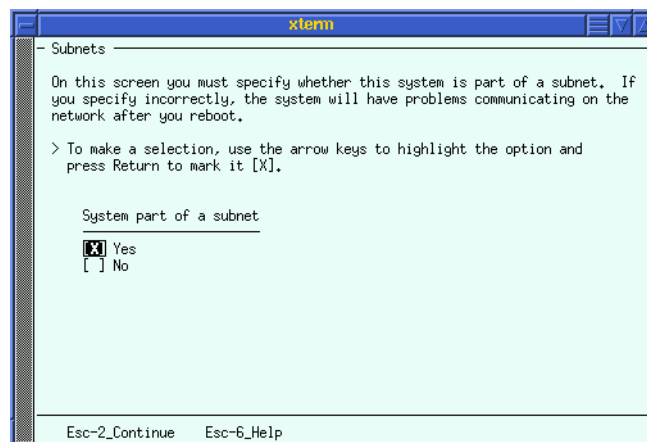 xterm
Subnets
On this screen you must specify whether this system is part of a subnet. If
you specify incorrectly, the system will have problems communicating on the
network after you reboot.
> To make a selection, use the arrow keys to highlight the option and
press Return to mark it [X].
System part of a subnet
[X] Yes
[ ] No
Esc-2_Continue Esc-6_Help